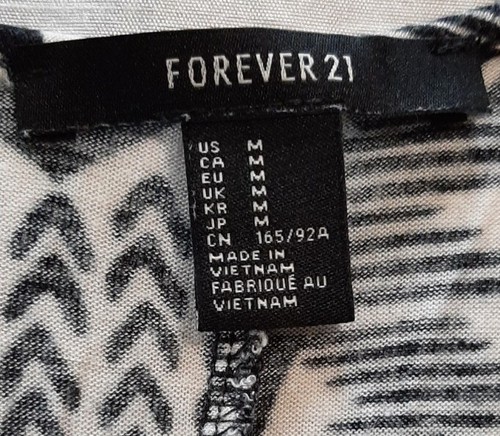 FOREVER 21
US M
CA M
EU M
UK M
KR M
JP M
CN 165/92A
MADE IN
VIETNAM
FABRIQUÉ AU
VIETNAM